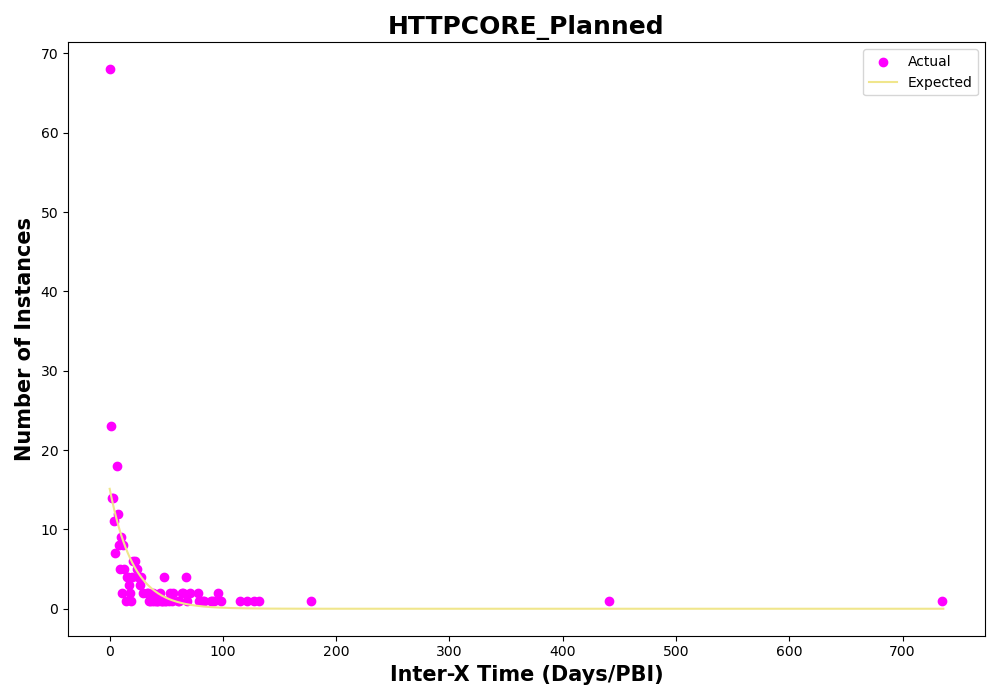 HTTPCORE_Planned
Actual
Expected
70
60
50
40
30
20
10
0
Number of Instances
0 100 200 300 400 500 600 700
Inter-X Time (Days/PBI)